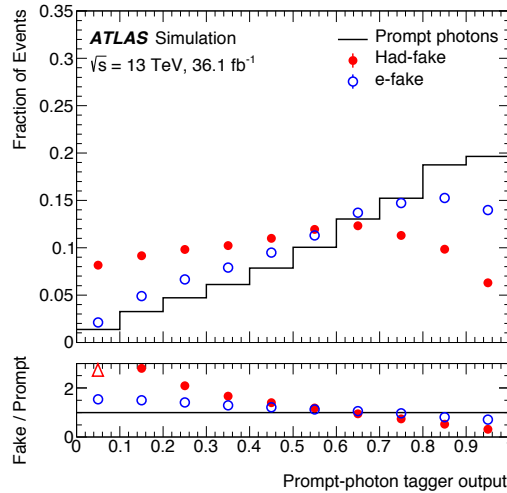 0.35
0.3
0.25
0.2
0.15
0.1
0.05
0
Fraction of Events
ATLAS Simulation
√s = 13 TeV, 36.1 fb⁻¹
Prompt photons
Had-fake
e-fake
2
0
Fake / Prompt
0 0.1 0.2 0.3 0.4 0.5 0.6 0.7 0.8 0.9
Prompt-photon tagger output